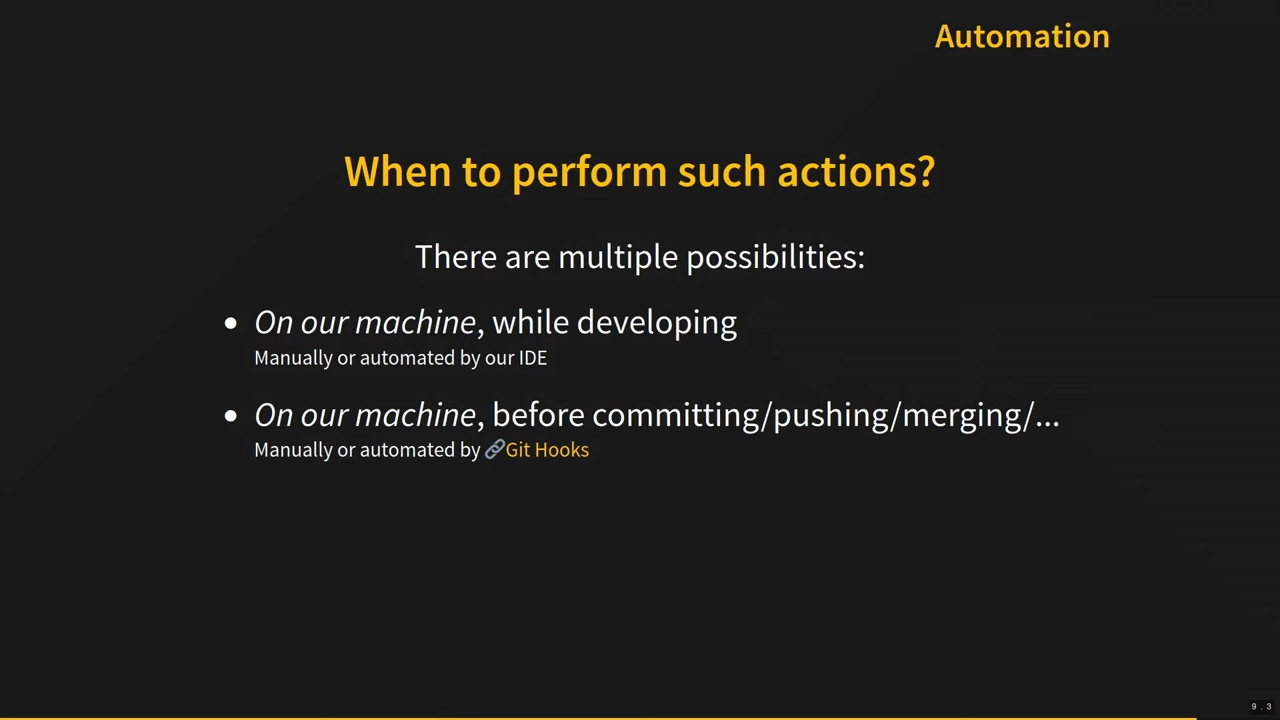 Automation
When to perform such actions?
There are multiple possibilities:
• On our machine, while developing
Manually or automated by our IDE
• On our machine, before committing/pushing/merging/...
Manually or automated by 🔗Git Hooks
9.3